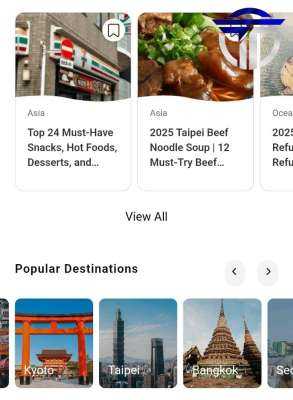 Asia
Top 24 Must-Have
Snacks, Hot Foods,
Desserts, and...
Asia
2025 Taipei Beef
Noodle Soup | 12
Must-Try Beef...
Ocea
2025
Refu
Refu
View All
Popular Destinations
Kyoto
Taipei
Bangkok
Seo